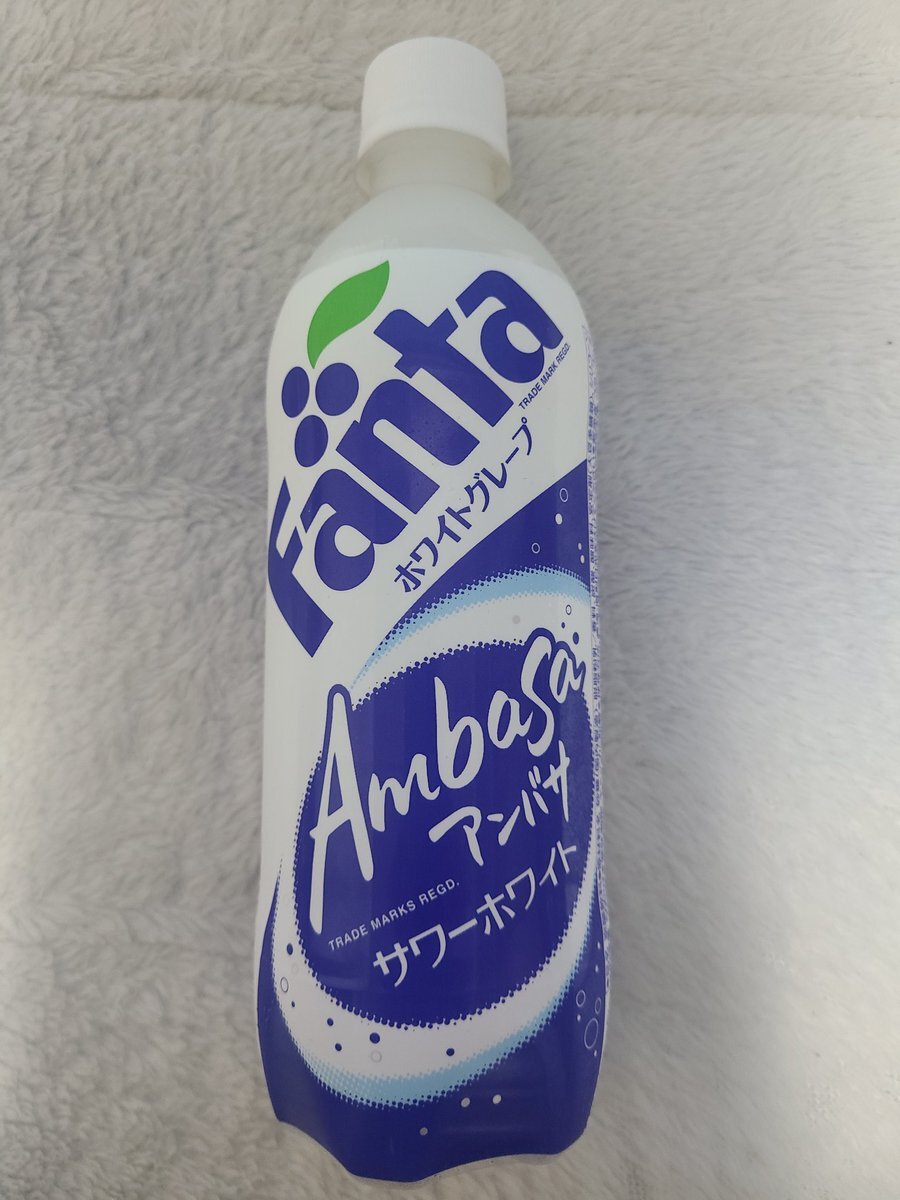 Fanta
TRADE MARK REGD.
ホワイトグレープ
Ambasa
アンバサ
TRADE MARKS REGD.
サワーホワイト